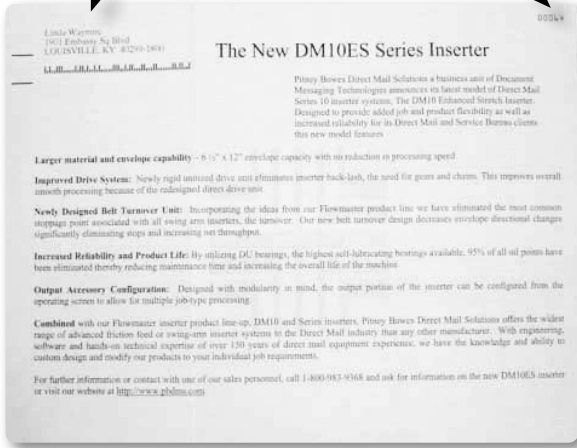 00069
Linda Waymire
1901 Embassy Sq Blvd
LOUISVILLE, KY 40299-1800
The New DM10ES Series Inserter
Pitney Bowes Direct Mail Solutions a business unit of Document
Messaging Technologies announces its latest model of Direct Mail
Series 10 inserter systems, The DM10 Enhanced Stretch Inserter.
Designed to provide added job and product flexibility as well as
increased reliability for its Direct Mail and Service Bureau clients
this new model features
Larger material and envelope capability – 6 ½" x 12" envelope capacity with no reduction in processing speed
Improved Drive System: Newly rigid unitized drive unit eliminates inserter back-lash, the need for gears and chains. This improves overall
smooth processing because of the redesigned direct drive unit.
Newly Designed Belt Turnover Unit: Incorporating the ideas from our Flowmaster product line we have eliminated the most common
stoppage point associated with all swing arm inserters, the turnover. Our new belt turnover design decreases envelope directional changes
significantly eliminating stops and increasing net throughput.
Increased Reliability and Product Life: By utilizing DU bearings, the highest self-lubricating bearings available, 95% of all oil points have
been eliminated thereby reducing maintenance time and increasing the overall life of the machine.
Output Accessory Configuration: Designed with modularity in mind, the output portion of the inserter can be configured from the
operating screen to allow for multiple job-type processing.
Combined with our Flowmaster inserter product line-up, DM10 and Series inserters, Pitney Bowes Direct Mail Solutions offers the widest
range of advanced friction feed or swing-arm inserter systems to the Direct Mail industry than any other manufacturer. With engineering,
software and hands-on technical expertise of over 150 years of direct mail equipment experience, we have the knowledge and ability to
custom design and modify our products to your individual job requirements.
For further information or contact with one of our sales personnel, call 1-800-983-9368 and ask for information on the new DM10ES inserter
or visit our website at http://www.pbdms.com